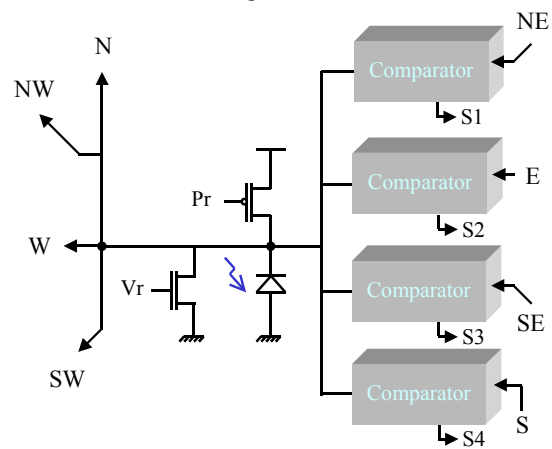 N
NE
NW
Comparator
S1
Comparator
E
Pr
S2
W
Comparator
Vr
SE
S3
SW
Comparator
S
S4